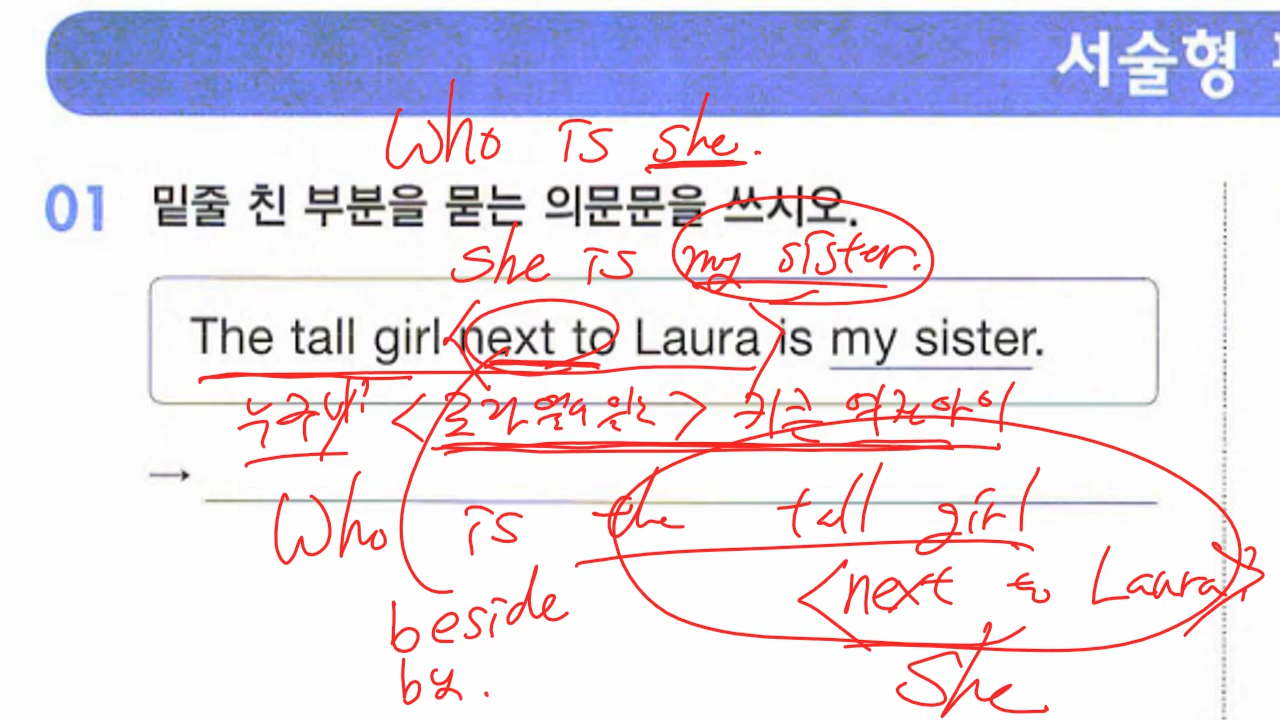 서술형
Who is she.
01 밑줄 친 부분을 묻는 의문문을 쓰시오.
she is my sister.
The tall girl <next to Laura> is my sister.
누구니? < 로라 옆에 있는 > 키큰 여자아이
→
Who is the tall girl
<next to Laura>?
beside
by.
She